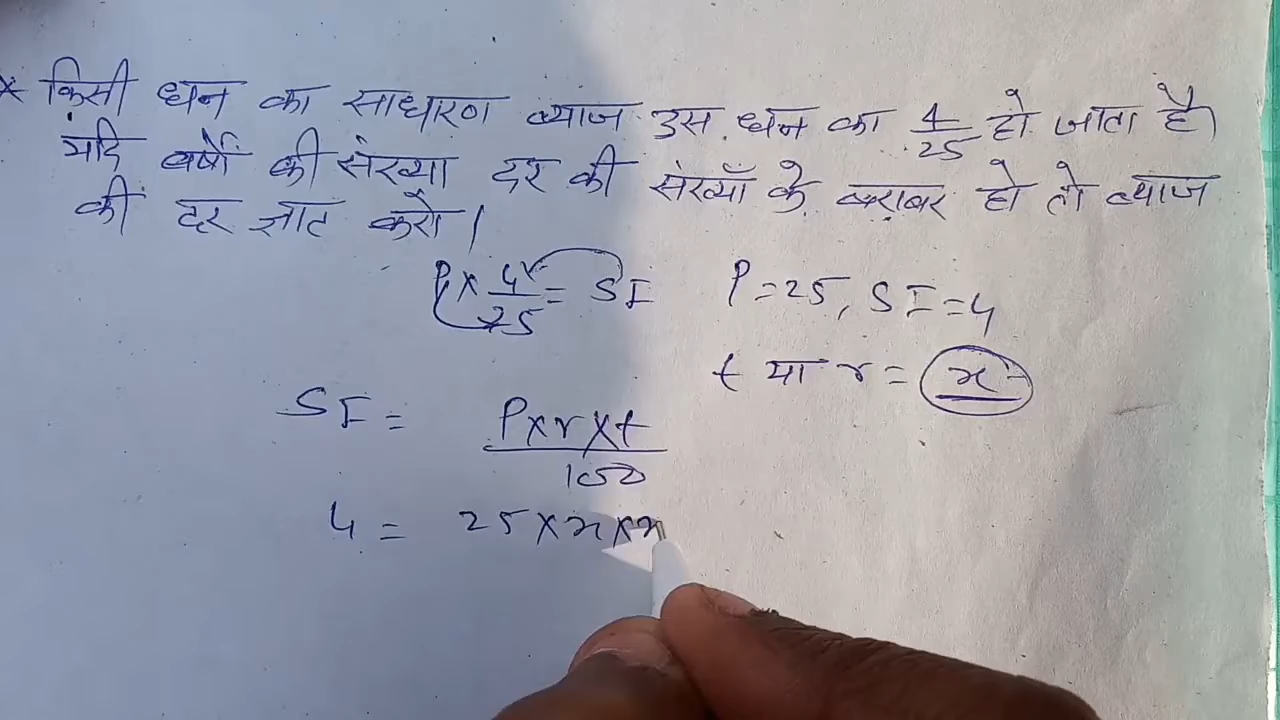 * किसी धन का साधारण ब्याज उस धन का 4/25 हो जाता है।
यदि वर्षों की संख्या दर की संख्याँ के बराबर हो तो ब्याज
की दर ज्ञात करो।
P × 4/25 = SI
P = 25, SI = 4
t या r = x
SI = P×r×t/100
4 = 25×x×x